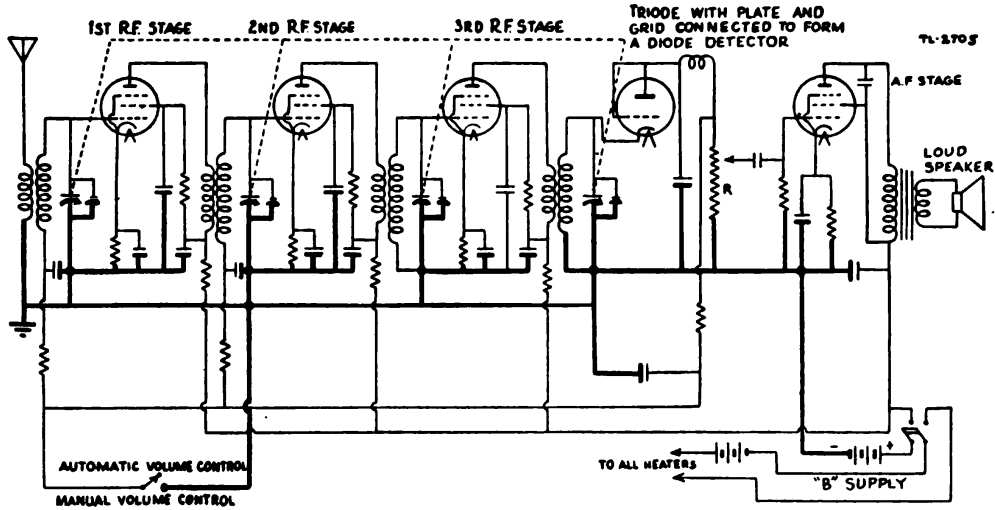 1ST R.F. STAGE
2ND R.F. STAGE
3RD R.F. STAGE
TRIODE WITH PLATE AND
GRID CONNECTED TO FORM
A DIODE DETECTOR
TL-2705
A.F STAGE
LOUD
SPEAKER
R
AUTOMATIC VOLUME CONTROL
MANUAL VOLUME CONTROL
TO ALL HEATERS
- +
"B" SUPPLY